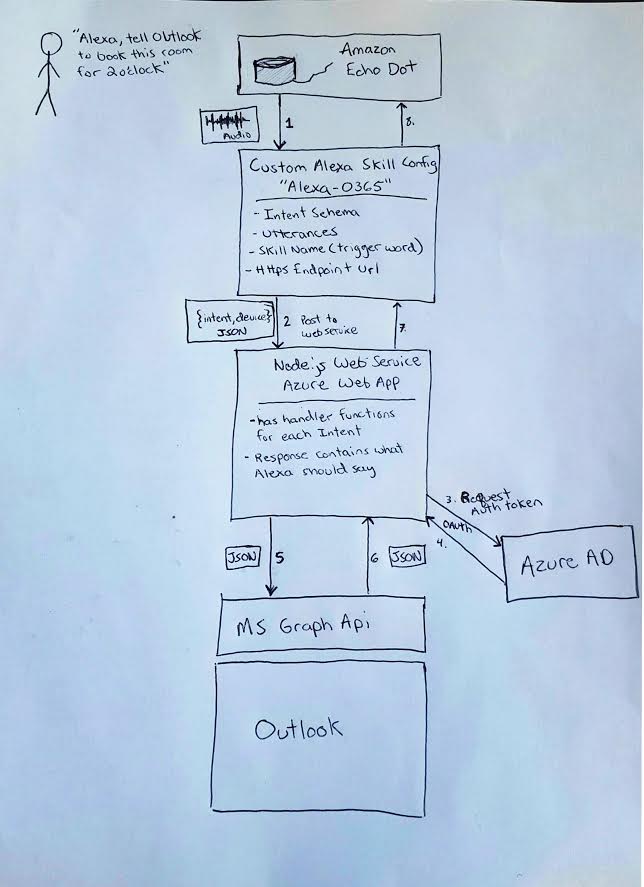 "Alexa, tell Outlook
to book this room
for 2o'clock"
Amazon
Echo Dot
Audio
1
8.
Custom Alexa Skill Config
"Alexa-O365"
- Intent Schema
- Utterances
- Skill Name (trigger word)
- HTTPs Endpoint Url
{intent, device}
JSON
2 Post to
webservice
7.
Node.js Web Service
Azure Web App
- has handler functions
for each Intent
- Response contains what
Alexa should say
3. Request
Auth token
OAuth
4.
Azure AD
JSON
5
6
JSON
MS Graph Api
Outlook